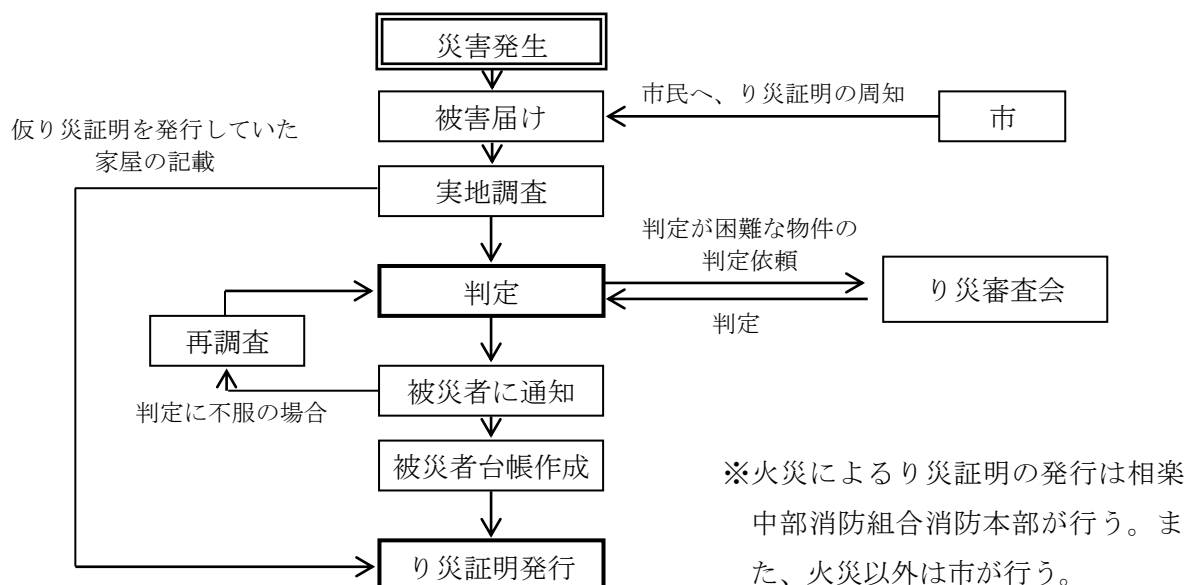 災害発生
市民へ、り災証明の周知
被害届け
市
仮り災証明を発行していた
家屋の記載
実地調査
判定が困難な物件の
判定依頼
判定
り災審査会
判定
再調査
被災者に通知
判定に不服の場合
被災者台帳作成
※火災によるり災証明の発行は相楽
中部消防組合消防本部が行う。ま
た、火災以外は市が行う。
り災証明発行